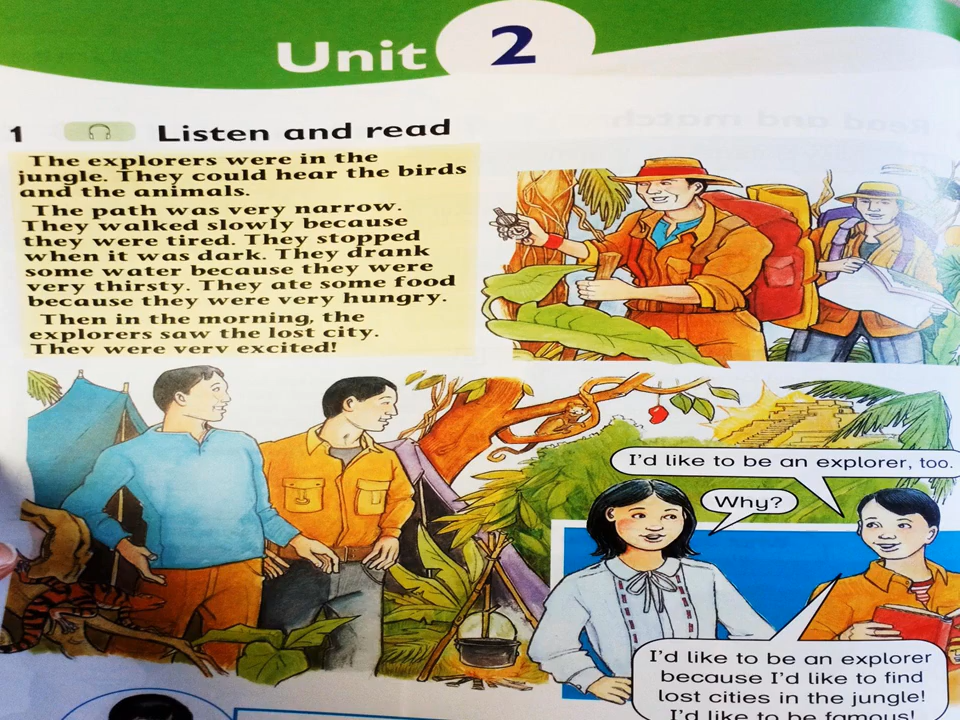 Unit 2
1 Listen and read
The explorers were in the
jungle. They could hear the birds
and the animals.
The path was very narrow.
They walked slowly because
they were tired. They stopped
when it was dark. They drank
some water because they were
very thirsty. They ate some food
because they were very hungry.
Then in the morning, the
explorers saw the lost city.
They were very excited!
I'd like to be an explorer, too.
Why?
I'd like to be an explorer
because I'd like to find
lost cities in the jungle!
I'd like to be famous!